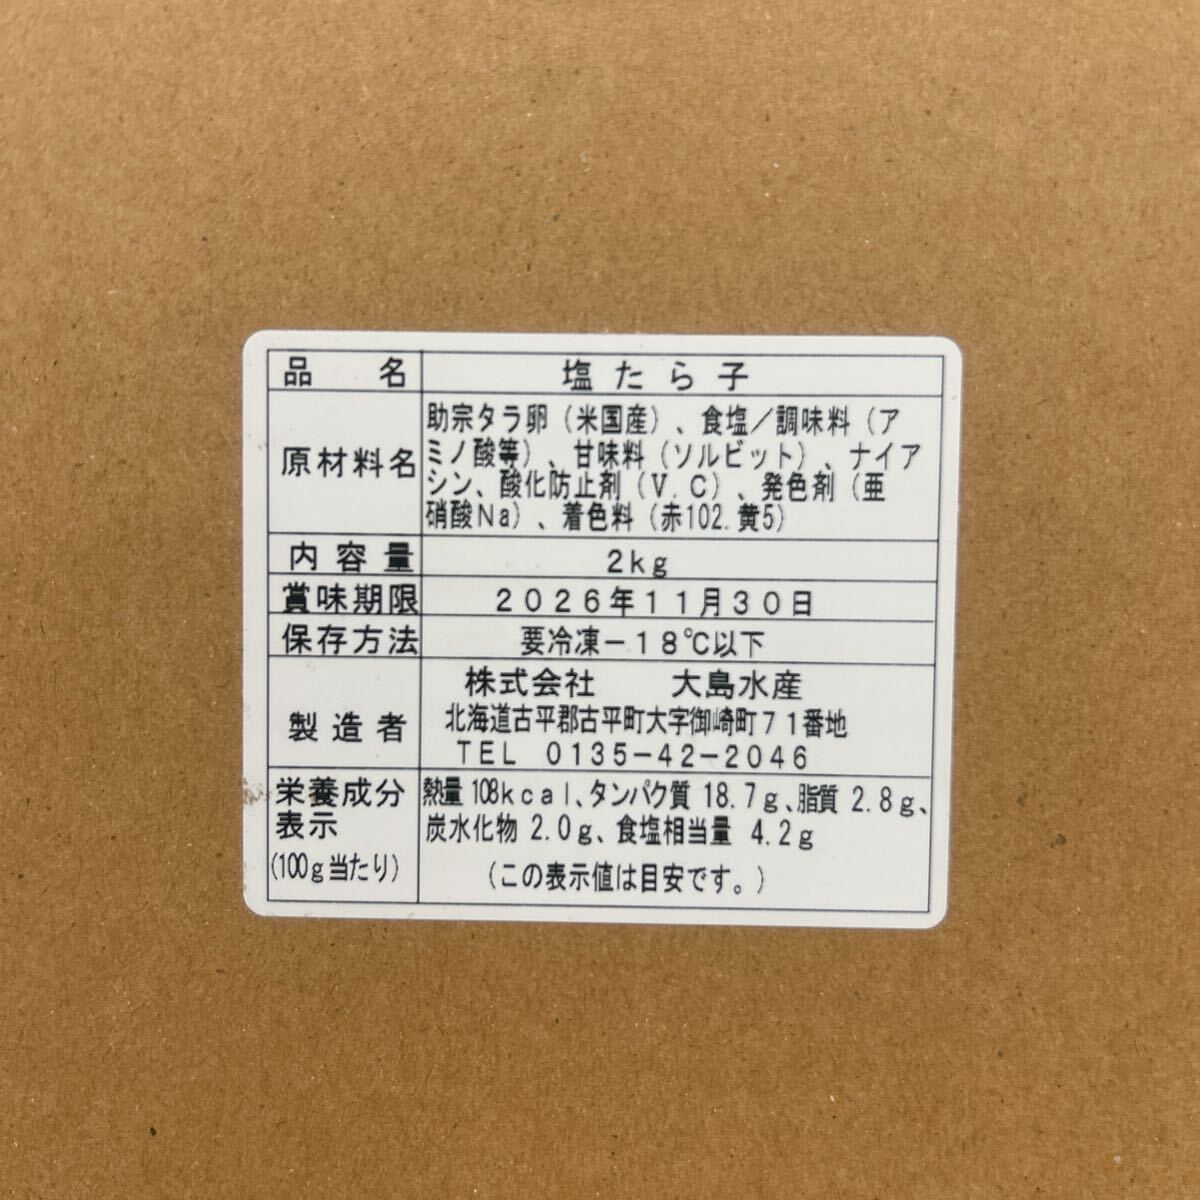 品名 塩たら子
原材料名 助宗タラ卵（米国産）、食塩／調味料（ア
ミノ酸等）、甘味料（ソルビット）、ナイア
シン、酸化防止剤（V.C）、発色剤（亜
硝酸Na）、着色料（赤102.黄5）
内容量 2kg
賞味期限 2026年11月30日
保存方法 要冷凍－18℃以下
製造者 株式会社 大島水産
北海道古平郡古平町大字御崎町71番地
TEL 0135-42-2046
栄養成分
表示
(100g当たり)
熱量 108kcal、タンパク質 18.7g、脂質 2.8g、
炭水化物 2.0g、食塩相当量 4.2g
（この表示値は目安です。）